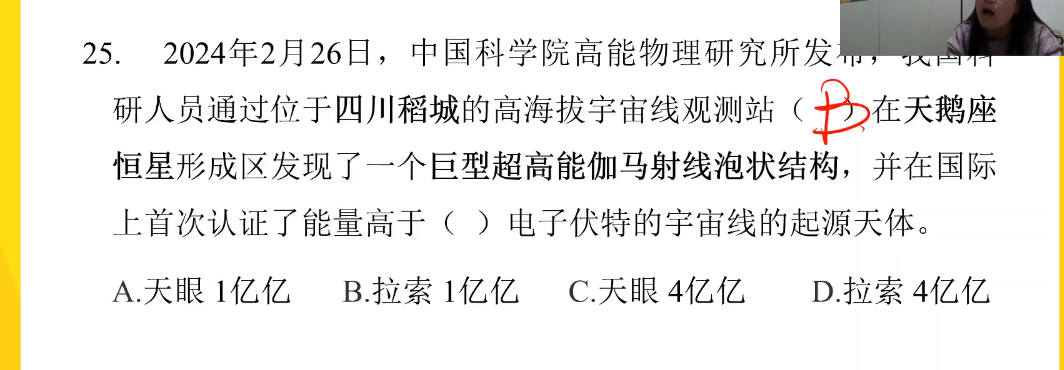 25. 2024年2月26日，中国科学院高能物理研究所发布，我国科
研人员通过位于四川稻城的高海拔宇宙线观测站（B）在天鹅座
恒星形成区发现了一个巨型超高能伽马射线泡状结构，并在国际
上首次认证了能量高于（ ）电子伏特的宇宙线的起源天体。
A.天眼 1亿亿 B.拉索 1亿亿 C.天眼 4亿亿 D.拉索 4亿亿